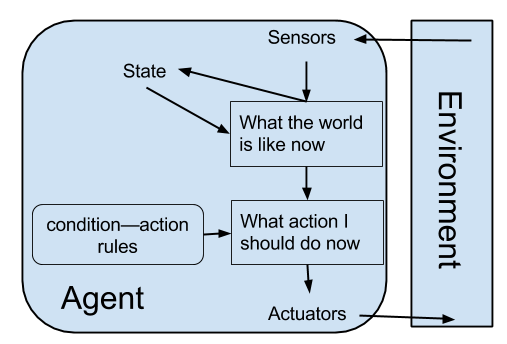 Sensors
State
What the world
is like now
condition—action
rules
What action I
should do now
Agent
Actuators
Environment